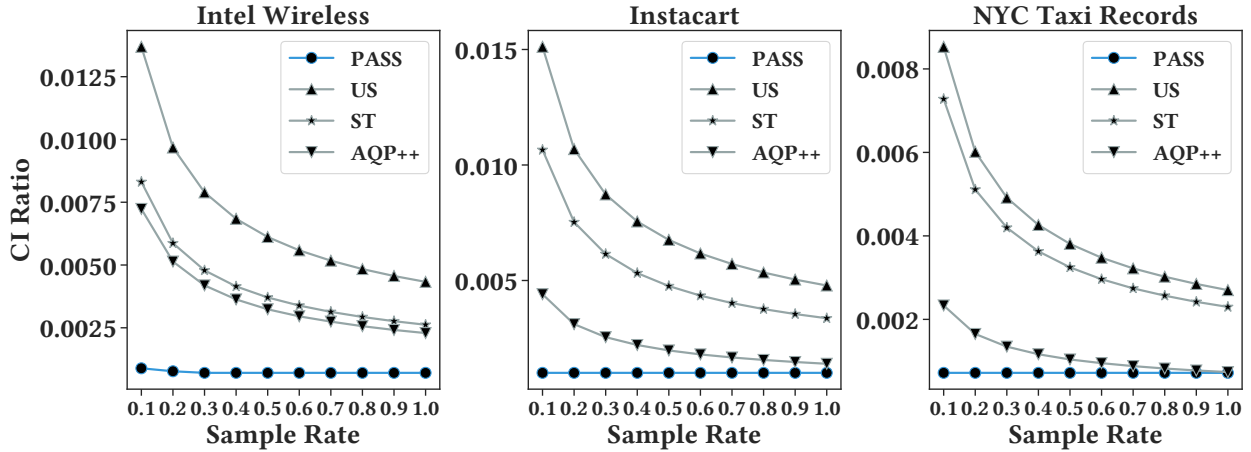 Intel Wireless
CI Ratio
0.0125
0.0100
0.0075
0.0050
0.0025
PASS
US
ST
AQP++
0.1 0.2 0.3 0.4 0.5 0.6 0.7 0.8 0.9 1.0
Sample Rate
Instacart
0.015
0.010
0.005
PASS
US
ST
AQP++
0.1 0.2 0.3 0.4 0.5 0.6 0.7 0.8 0.9 1.0
Sample Rate
NYC Taxi Records
0.008
0.006
0.004
0.002
PASS
US
ST
AQP++
0.1 0.2 0.3 0.4 0.5 0.6 0.7 0.8 0.9 1.0
Sample Rate